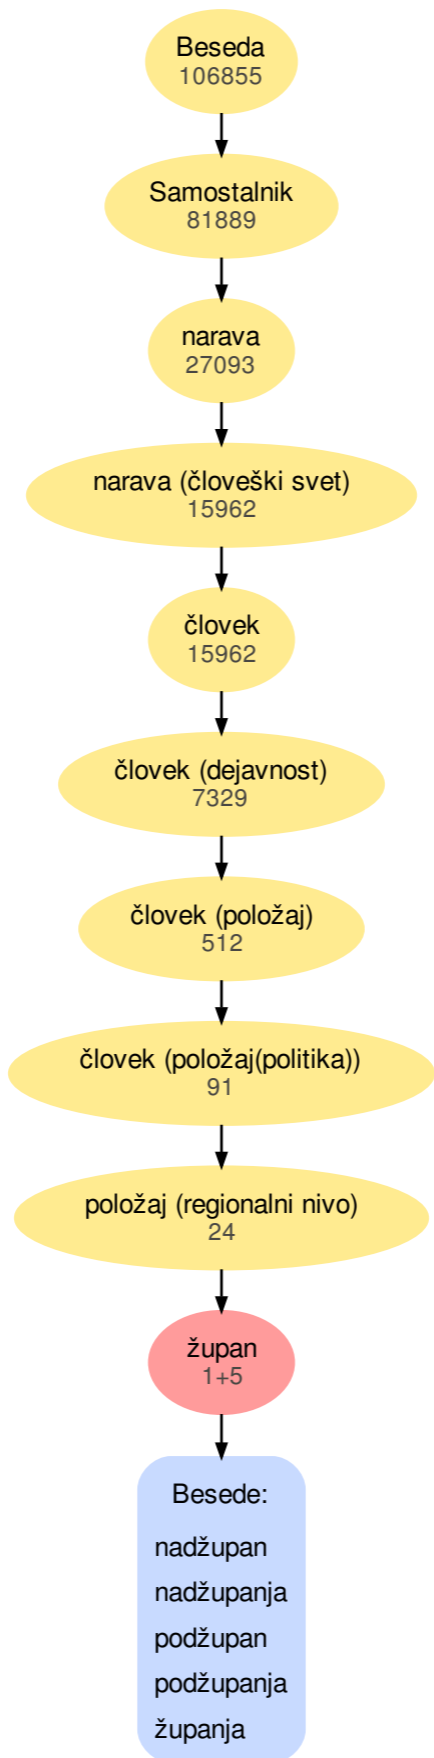 Beseda
106855
Samostalnik
81889
narava
27093
narava (človeški svet)
15962
človek
15962
človek (dejavnost)
7329
človek (položaj)
512
človek (položaj(politika))
91
položaj (regionalni nivo)
24
župan
1+5
Besede:
nadžupan
nadžupanja
podžupan
podžupanja
županja